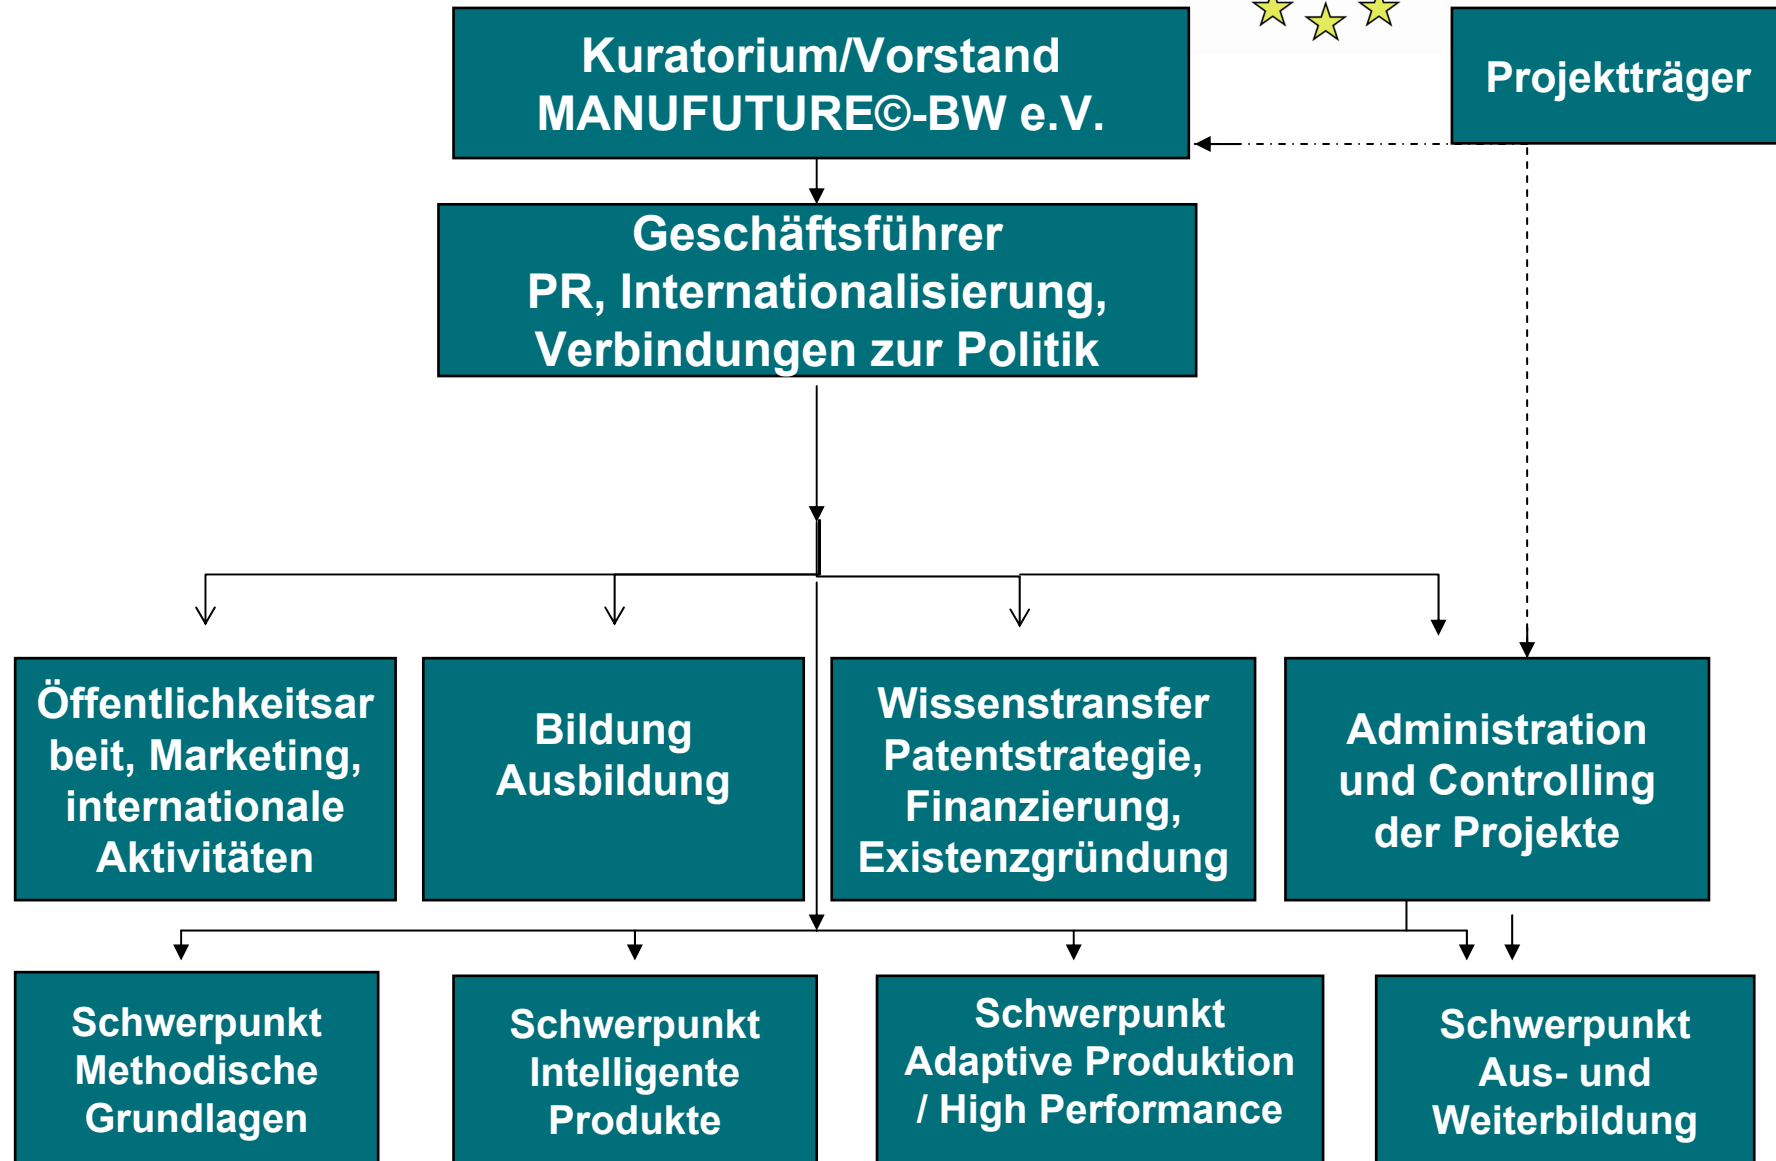 Kuratorium/Vorstand
MANUFUTURE©-BW e.V.
Projektträger
Geschäftsführer
PR, Internationalisierung,
Verbindungen zur Politik
Öffentlichkeitsar
beit, Marketing,
internationale
Aktivitäten
Bildung
Ausbildung
Wissenstransfer
Patentstrategie,
Finanzierung,
Existenzgründung
Administration
und Controlling
der Projekte
Schwerpunkt
Methodische
Grundlagen
Schwerpunkt
Intelligente
Produkte
Schwerpunkt
Adaptive Produktion
/ High Performance
Schwerpunkt
Aus- und
Weiterbildung